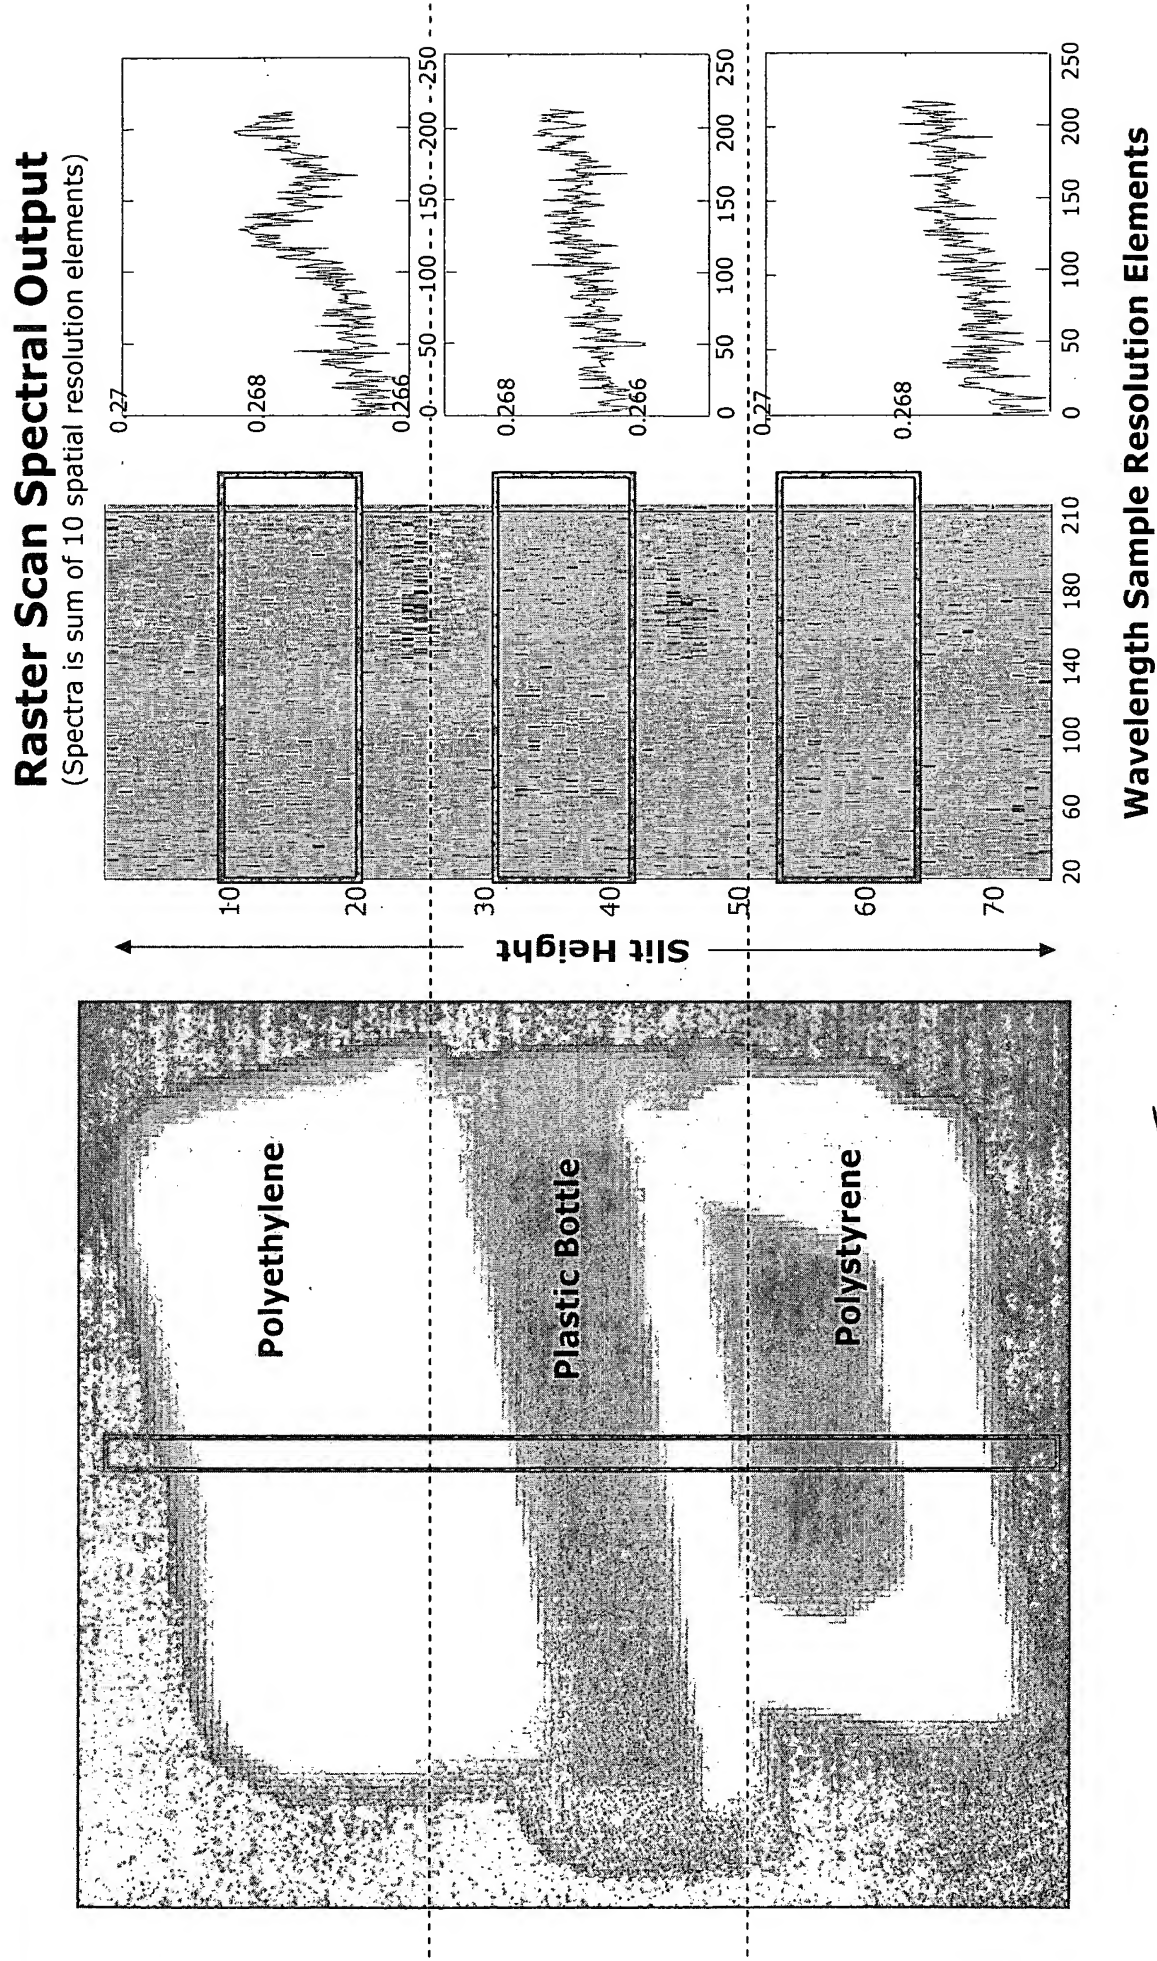 Raster Scan Spectral Output
(Spectra is sum of 10 spatial resolution elements)
Polyethylene
Plastic Bottle
Polystyrene
Slit Height
10
20
30
40
50
60
70
20 60 100 140 180 210
0.27
0.268
0.266
0 50 100 150 200 250
0.268
0.266
0 50 100 150 200 250
0.27
0.268
0 50 100 150 200 250
Wavelength Sample Resolution Elements